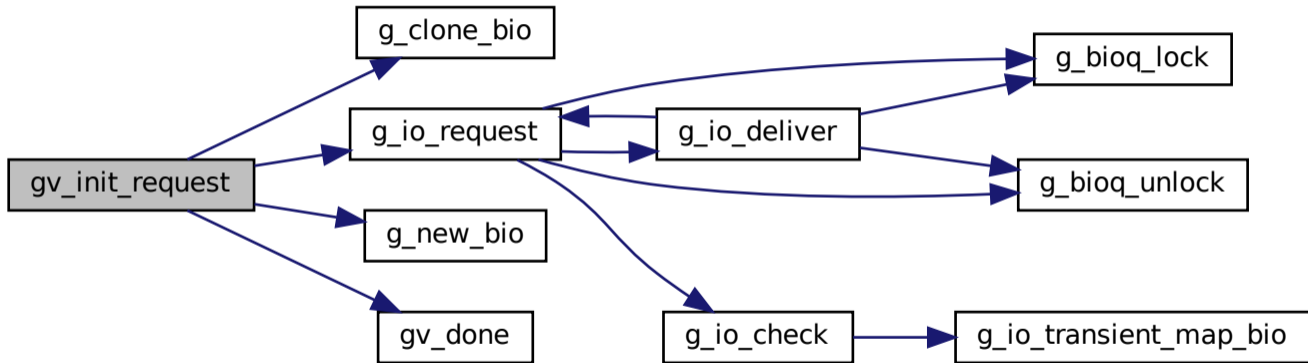 g_clone_bio
g_bioq_lock
g_io_request
g_io_deliver
gv_init_request
g_bioq_unlock
g_new_bio
gv_done
g_io_check
g_io_transient_map_bio